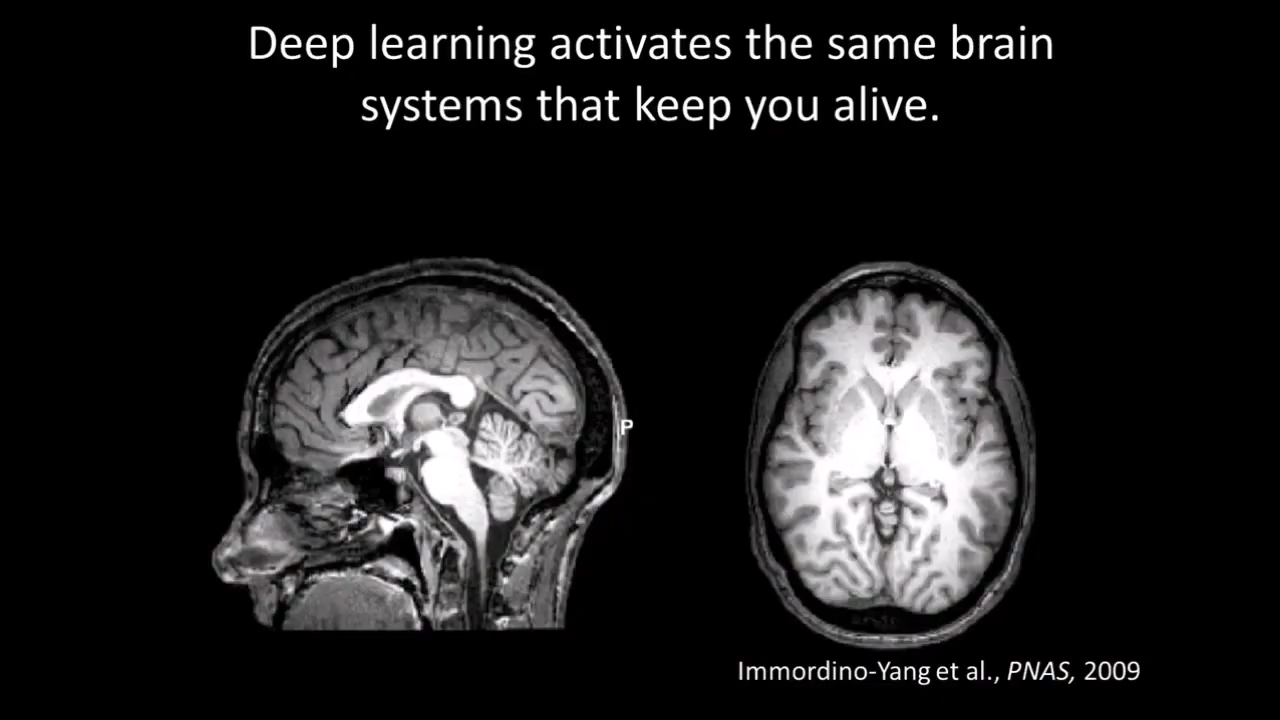 Deep learning activates the same brain
systems that keep you alive.
P
Immordino-Yang et al., PNAS, 2009